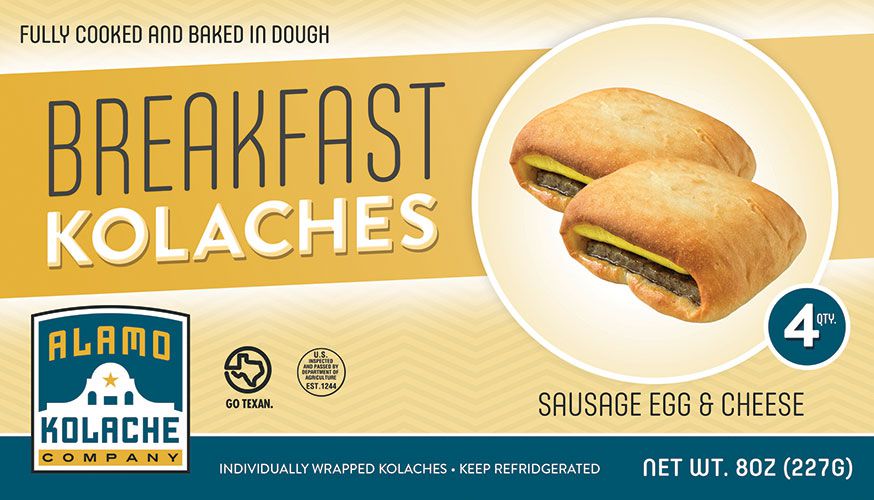 FULLY COOKED AND BAKED IN DOUGH
BREAKFAST
KOLACHES
4
QTY.
ALAMO
KOLACHE
COMPANY
GO TEXAN.
U.S.
INSPECTED
AND PASSED BY
DEPARTMENT OF
AGRICULTURE
EST.1244
SAUSAGE EGG & CHEESE
INDIVIDUALLY WRAPPED KOLACHES • KEEP REFRIDGERATED
NET WT. 8OZ (227G)